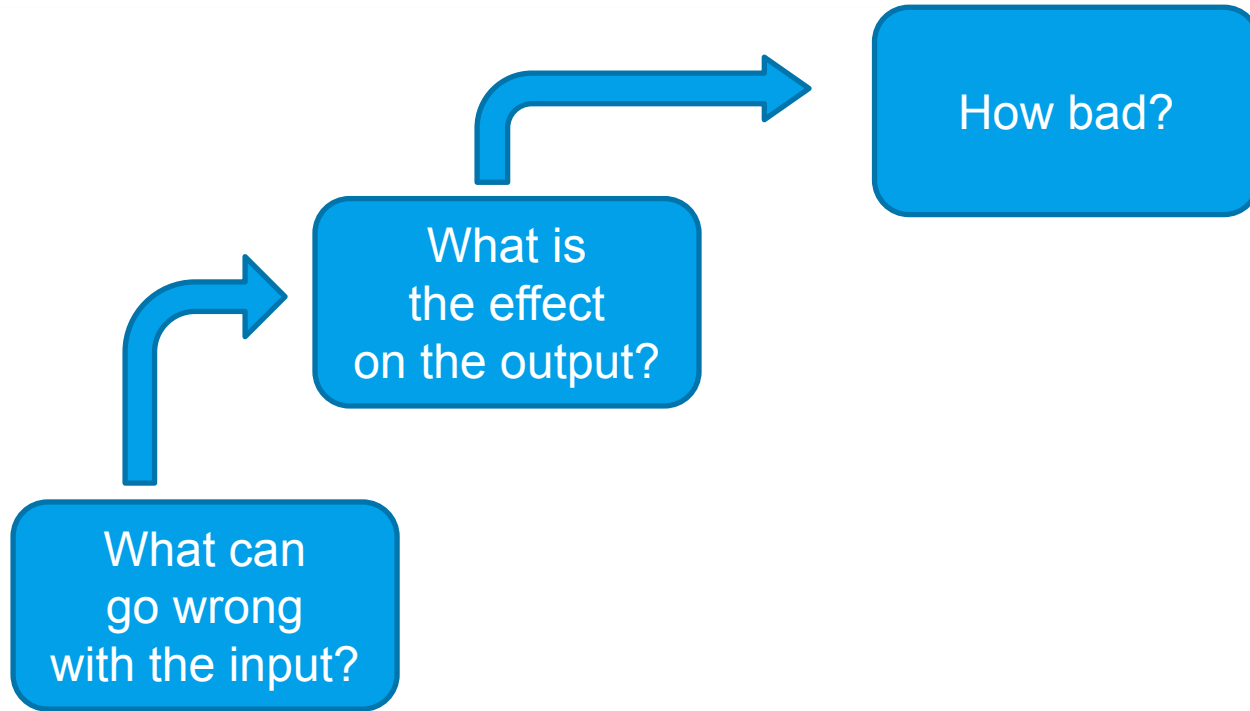 How bad?
What is
the effect
on the output?
What can
go wrong
with the input?